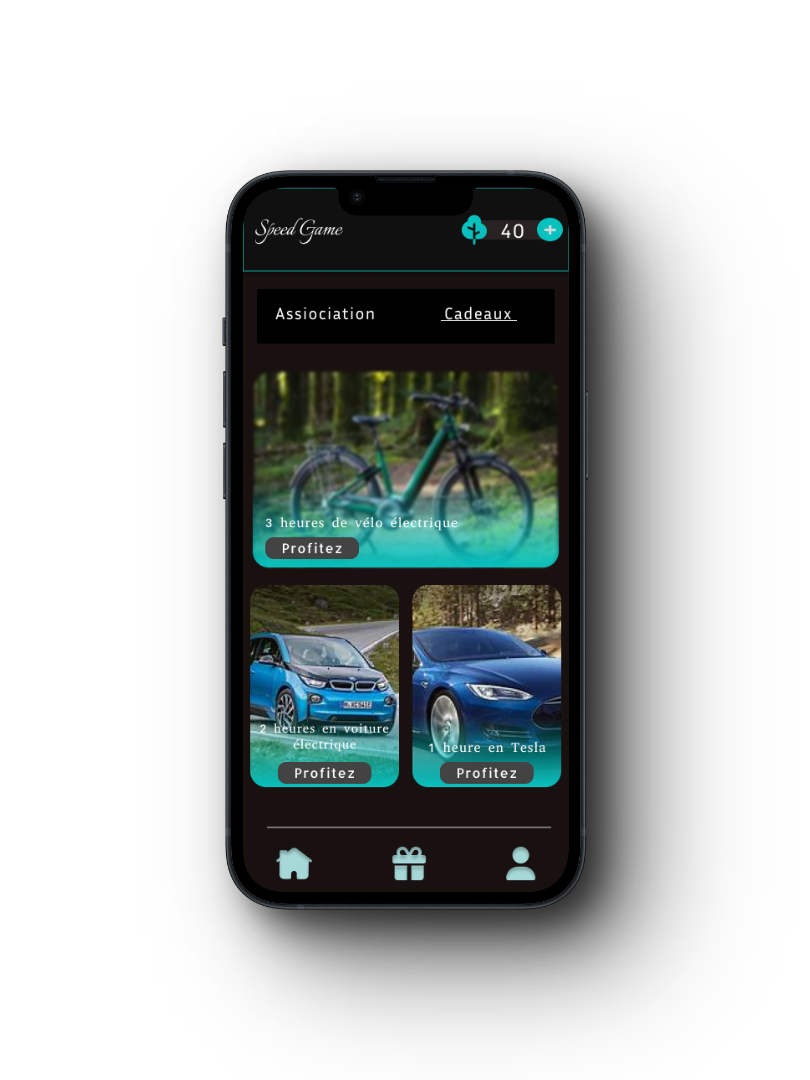 Speed Game
40
Assiociation
Cadeaux
3 heures de vélo électrique
Profitez
2 heures en voiture
électrique
Profitez
1 heure en Tesla
Profitez